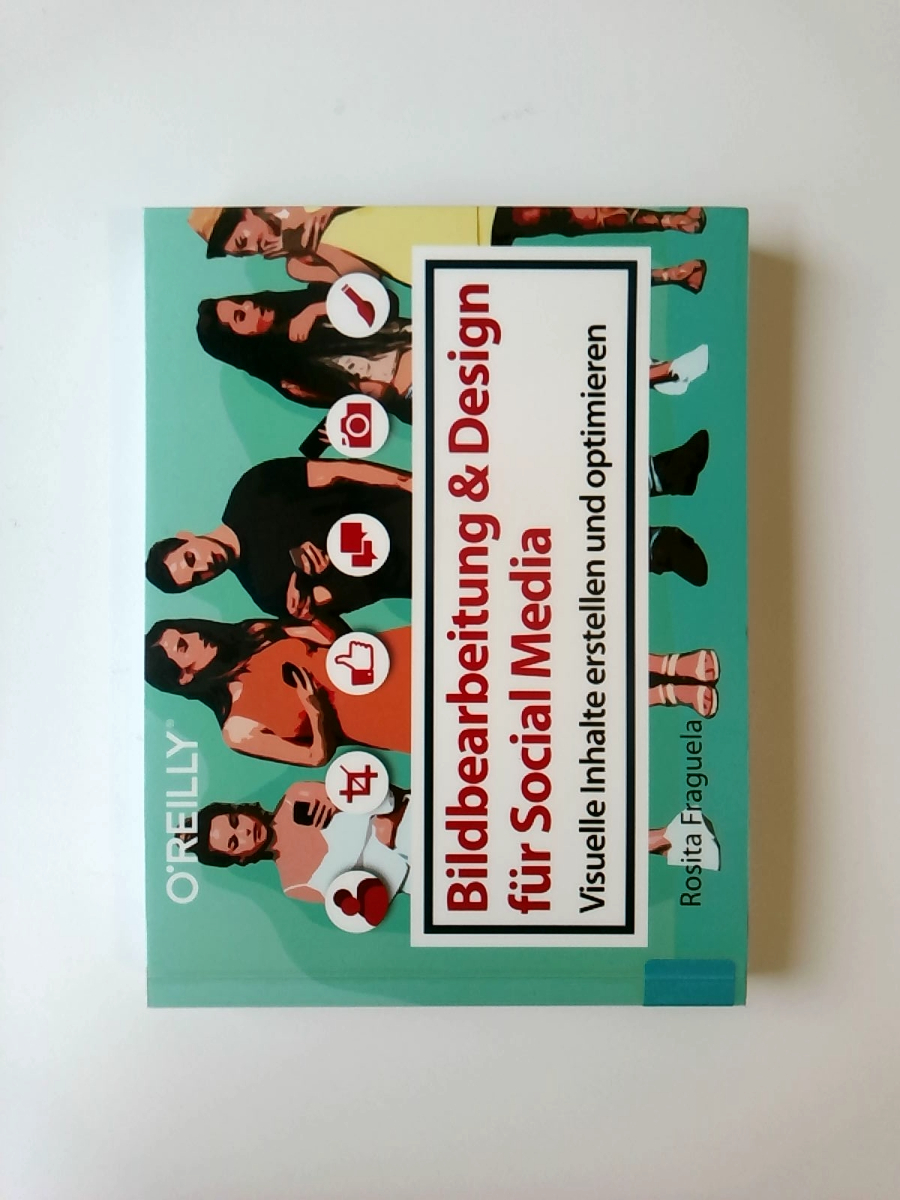 O'REILLY®
Bildbearbeitung & Design
für Social Media
Visuelle Inhalte erstellen und optimieren
Rosita Fraguela